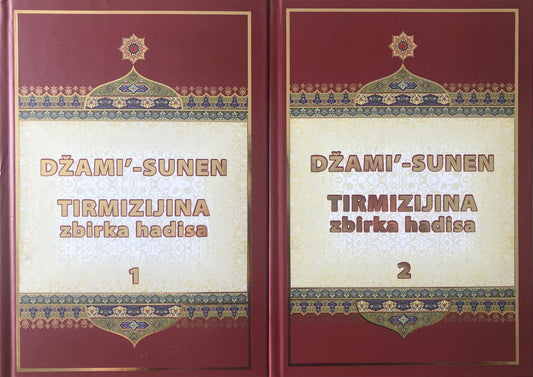 DŽAMI’-SUNEN
TIRMIZIJINA
zbirka hadisa
1
DŽAMI’-SUNEN
TIRMIZIJINA
zbirka hadisa
2